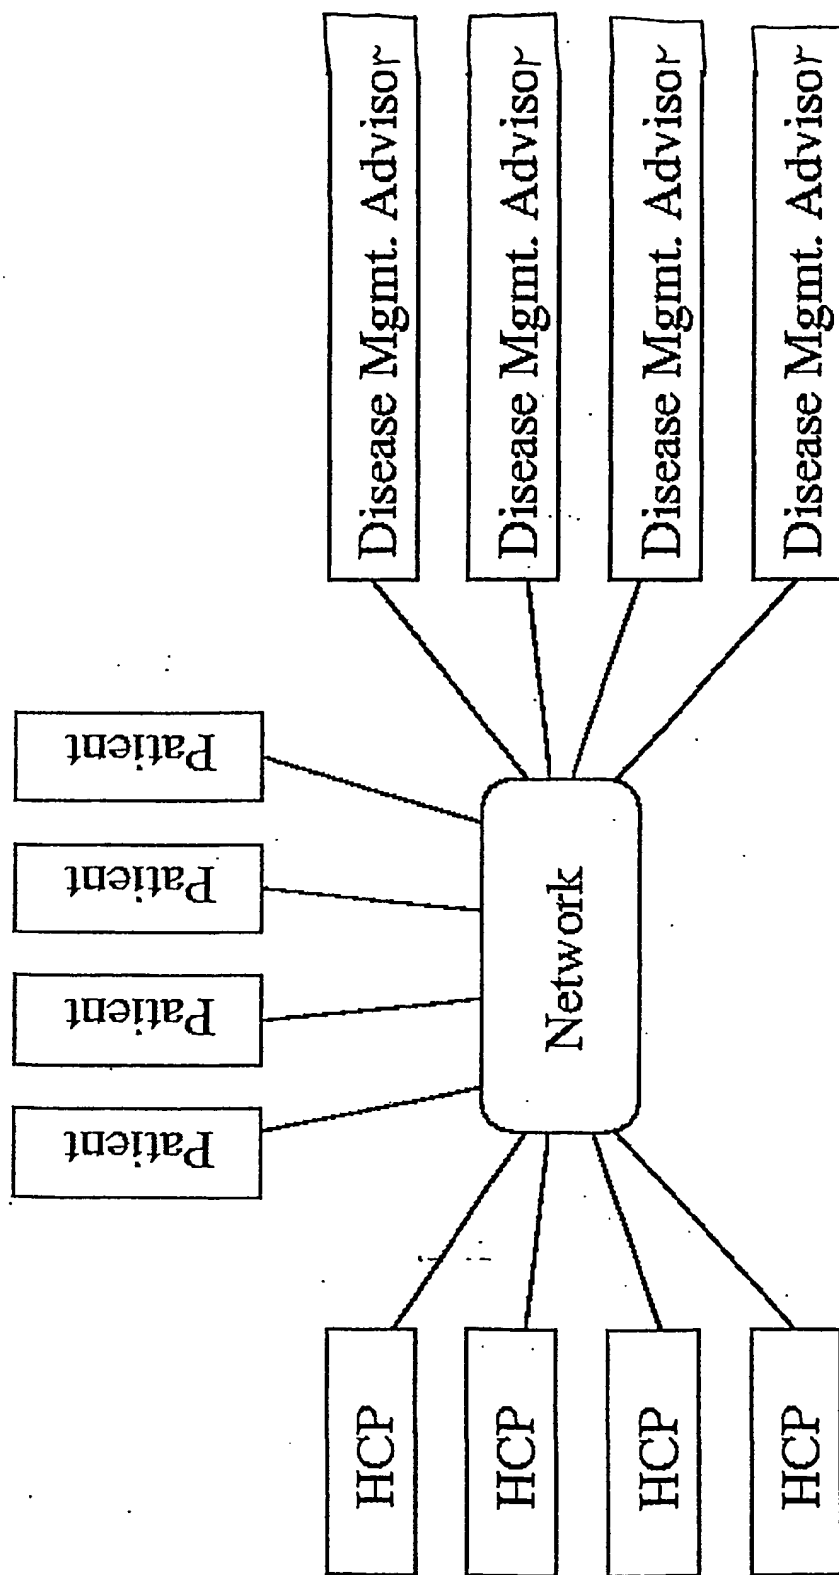 Patient
Patient
Patient
Patient
HCP
HCP
HCP
HCP
Network
Disease Mgmt. Advisor
Disease Mgmt. Advisor
Disease Mgmt. Advisor
Disease Mgmt. Advisor